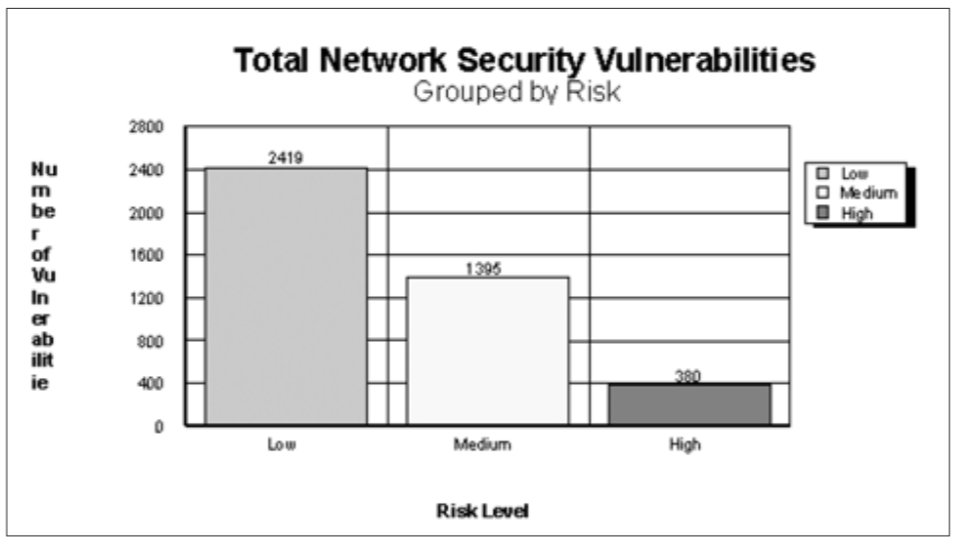 Total Network Security Vulnerabilities
Grouped by Risk
Nu
m
be
r
of
Vu
ln
er
ab
ilit
ie
2800
2400
2000
1600
1200
800
400
0
2419
1395
380
Low
Medium
High
Risk Level
Low
Medium
High